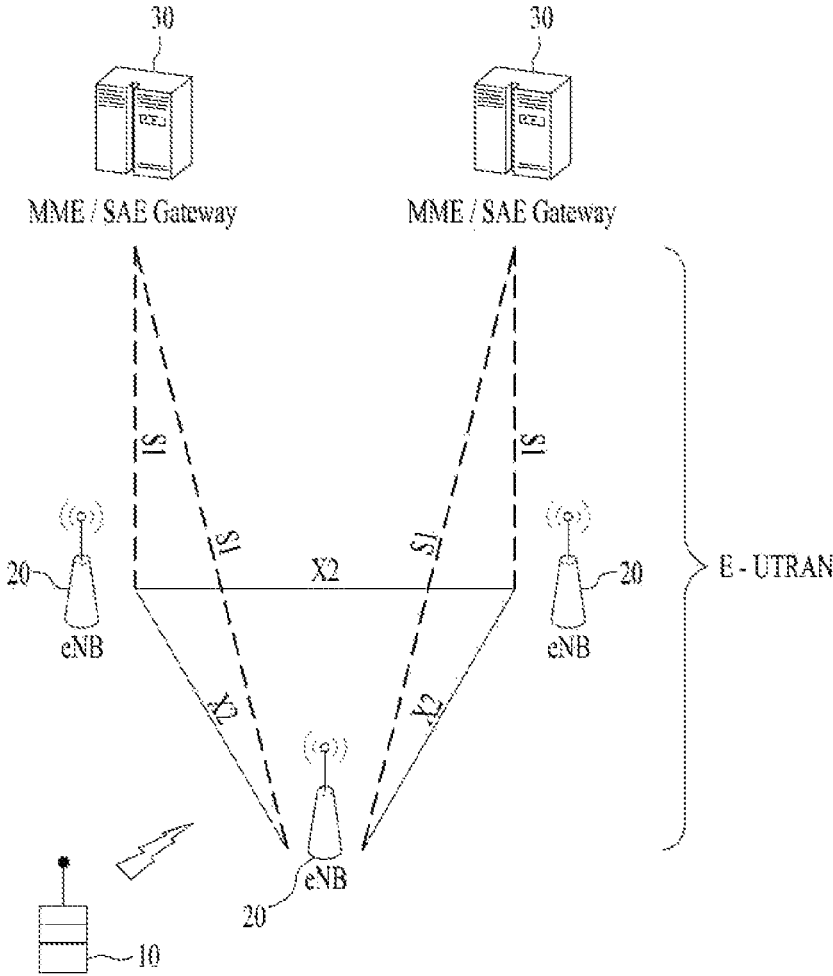 30
30
MME / SAE Gateway
MME / SAE Gateway
S1
S1
S1
S1
X2
20
20
E - UTRAN
eNB
eNB
X2
X2
eNB
20
10